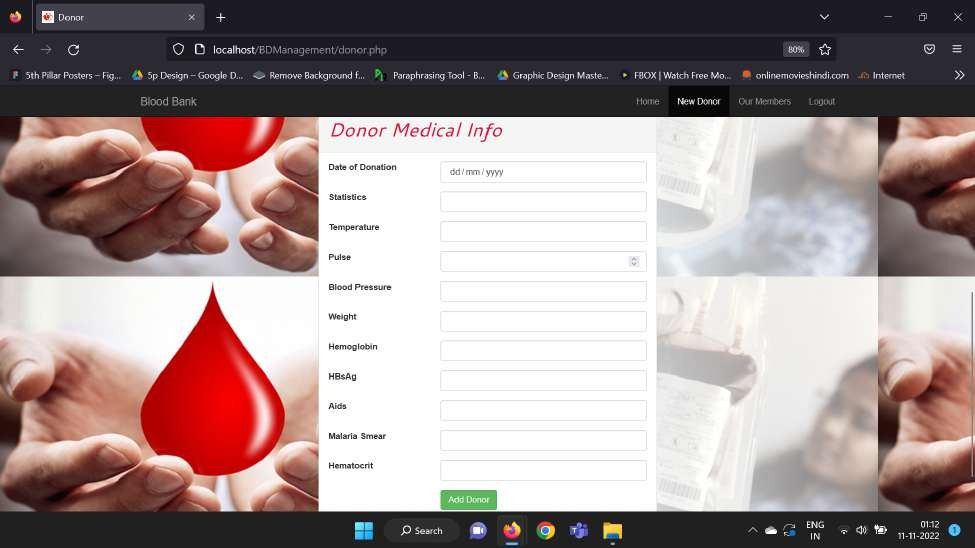 Donor
localhost/BDManagement/donor.php
80%
5th Pillar Posters – Fig...
5p Design – Google D...
Remove Background f...
Paraphrasing Tool - B...
Graphic Design Maste...
FBOX | Watch Free Mo...
onlinemovieshindi.com
Internet
Blood Bank
Home
New Donor
Our Members
Logout
Donor Medical Info
Date of Donation
dd / mm / yyyy
Statistics
Temperature
Pulse
Blood Pressure
Weight
Hemoglobin
HBsAg
Aids
Malaria Smear
Hematocrit
Add Donor
Search
ENG
IN
01:12
11-11-2022
1